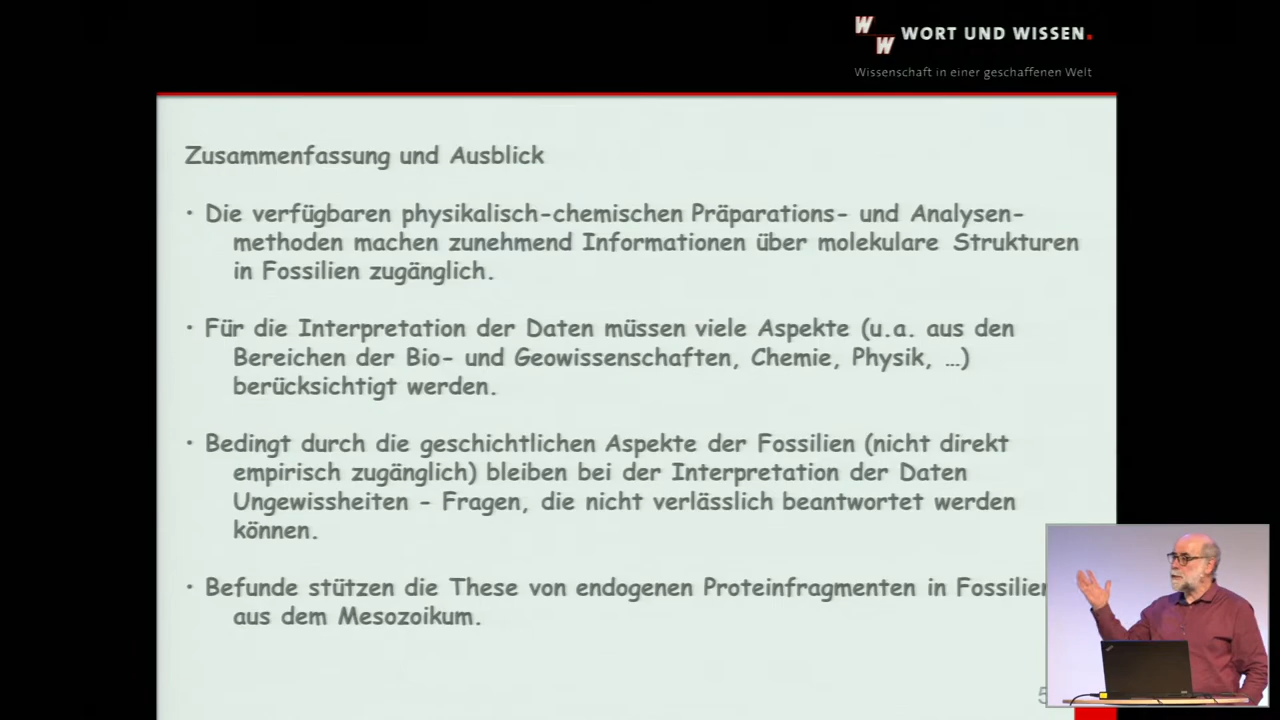 W
W
WORT UND WISSEN.
Wissenschaft in einer geschaffenen Welt
Zusammenfassung und Ausblick
• Die verfügbaren physikalisch-chemischen Präparations- und Analysen-
methoden machen zunehmend Informationen über molekulare Strukturen
in Fossilien zugänglich.
• Für die Interpretation der Daten müssen viele Aspekte (u.a. aus den
Bereichen der Bio- und Geowissenschaften, Chemie, Physik, …)
berücksichtigt werden.
• Bedingt durch die geschichtlichen Aspekte der Fossilien (nicht direkt
empirisch zugänglich) bleiben bei der Interpretation der Daten
Ungewissheiten - Fragen, die nicht verlässlich beantwortet werden
können.
• Befunde stützen die These von endogenen Proteinfragmenten in Fossilien
aus dem Mesozoikum.